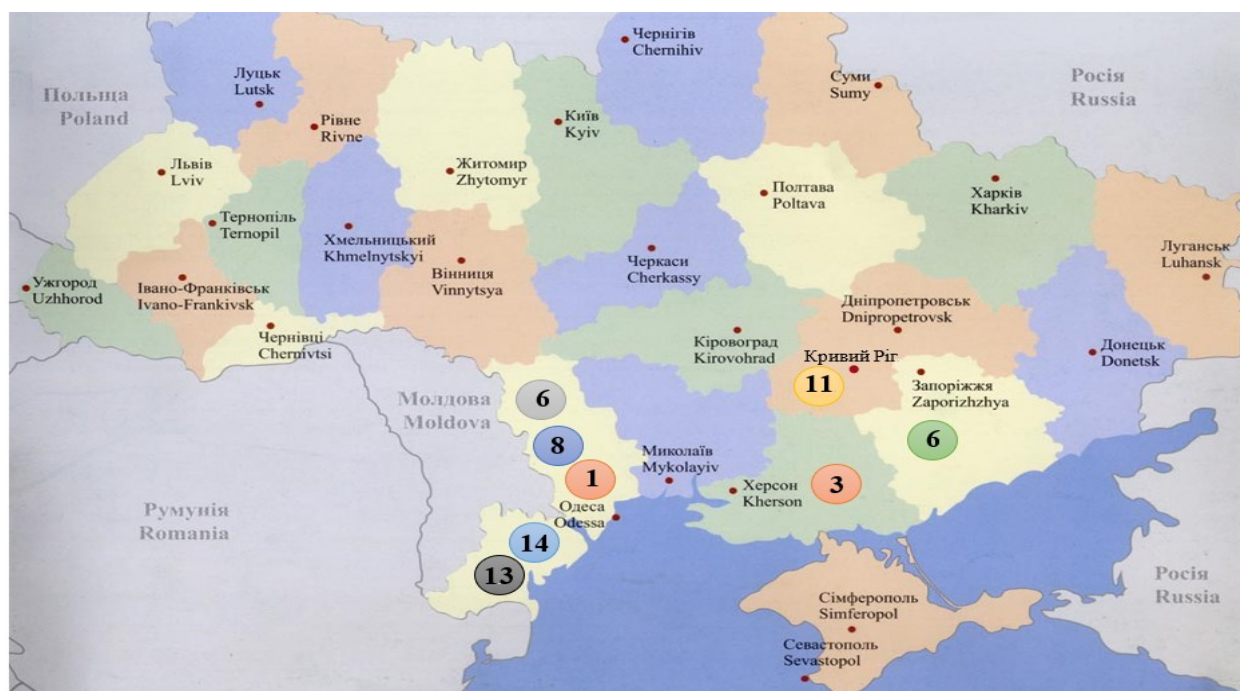 Чернігів
Chernihiv
Луцьк
Lutsk
Суми
Sumy
Росія
Russia
Польща
Poland
Рівне
Rivne
Київ
Kyiv
Львів
Lviv
Житомир
Zhytomyr
Полтава
Poltava
Харків
Kharkiv
Тернопіль
Ternopil
Хмельницький
Khmelnytskyi
Вінниця
Vinnytsya
Черкаси
Cherkassy
Луганськ
Luhansk
Ужгород
Uzhhorod
Івано-Франківськ
Ivano-Frankivsk
Дніпропетровськ
Dnipropetrovsk
Чернівці
Chernivtsi
Кіровоград
Kirovohrad
Донецьк
Donetsk
Кривий Ріг
11
Запоріжжя
Zaporizhzhya
Молдова
Moldova
6
8
6
1
Миколаїв
Mykolayiv
Херсон
Kherson
3
Румунія
Romania
Одеса
Odessa
14
13
Росія
Russia
Сімферополь
Simferopol
Севастополь
Sevastopol